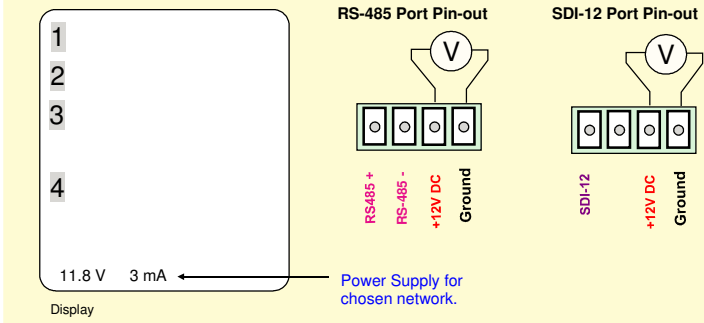 RS-485 Port Pin-out
SDI-12 Port Pin-out
1
2
3
4
11.8 V 3 mA
Display
Power Supply for
chosen network.
V
RS485 +
RS-485 -
+12V DC
Ground
V
SDI-12
+12V DC
Ground